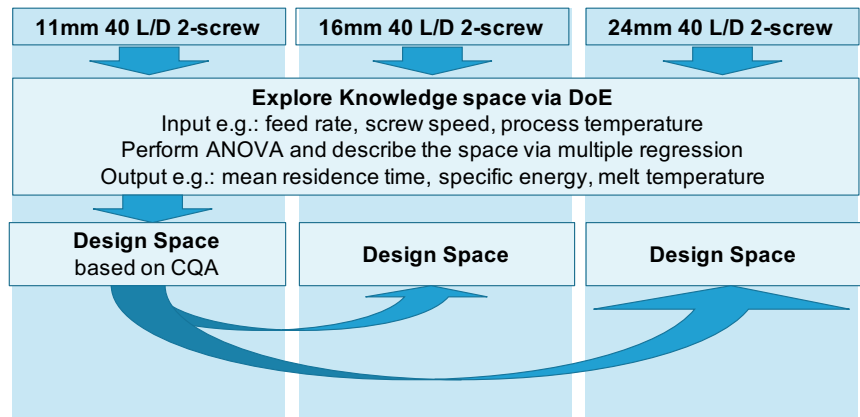 11mm 40 L/D 2-screw
16mm 40 L/D 2-screw
24mm 40 L/D 2-screw
Explore Knowledge space via DoE
Input e.g.: feed rate, screw speed, process temperature
Perform ANOVA and describe the space via multiple regression
Output e.g.: mean residence time, specific energy, melt temperature
Design Space
based on CQA
Design Space
Design Space